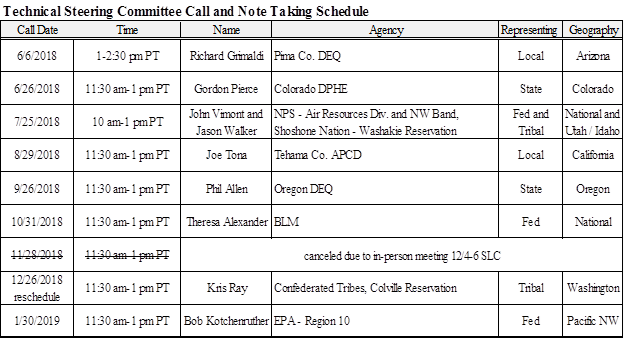 Technical Steering Committee Call and Note Taking Schedule
Call Date Time Name Agency Representing Geography
6/6/2018 1-2:30 pm PT Richard Grimaldi Pima Co. DEQ Local Arizona
6/26/2018 11:30 am-1 pm PT Gordon Pierce Colorado DPHE State Colorado
7/25/2018 10 am-1 pm PT John Vimont and Jason Walker NPS - Air Resources Div. and NW Band, Shoshone Nation - Washakie Reservation Fed and Tribal National and Utah / Idaho
8/29/2018 11:30 am-1 pm PT Joe Tona Tehama Co. APCD Local California
9/26/2018 11:30 am-1 pm PT Phil Allen Oregon DEQ State Oregon
10/31/2018 11:30 am-1 pm PT Theresa Alexander BLM Fed National
11/28/2018 11:30 am-1 pm PT canceled due to in-person meeting 12/4-6 SLC
12/26/2018 reschedule 11:30 am-1 pm PT Kris Ray Confederated Tribes, Colville Reservation Tribal Washington
1/30/2019 11:30 am-1 pm PT Bob Kotchenruther EPA - Region 10 Fed Pacific NW